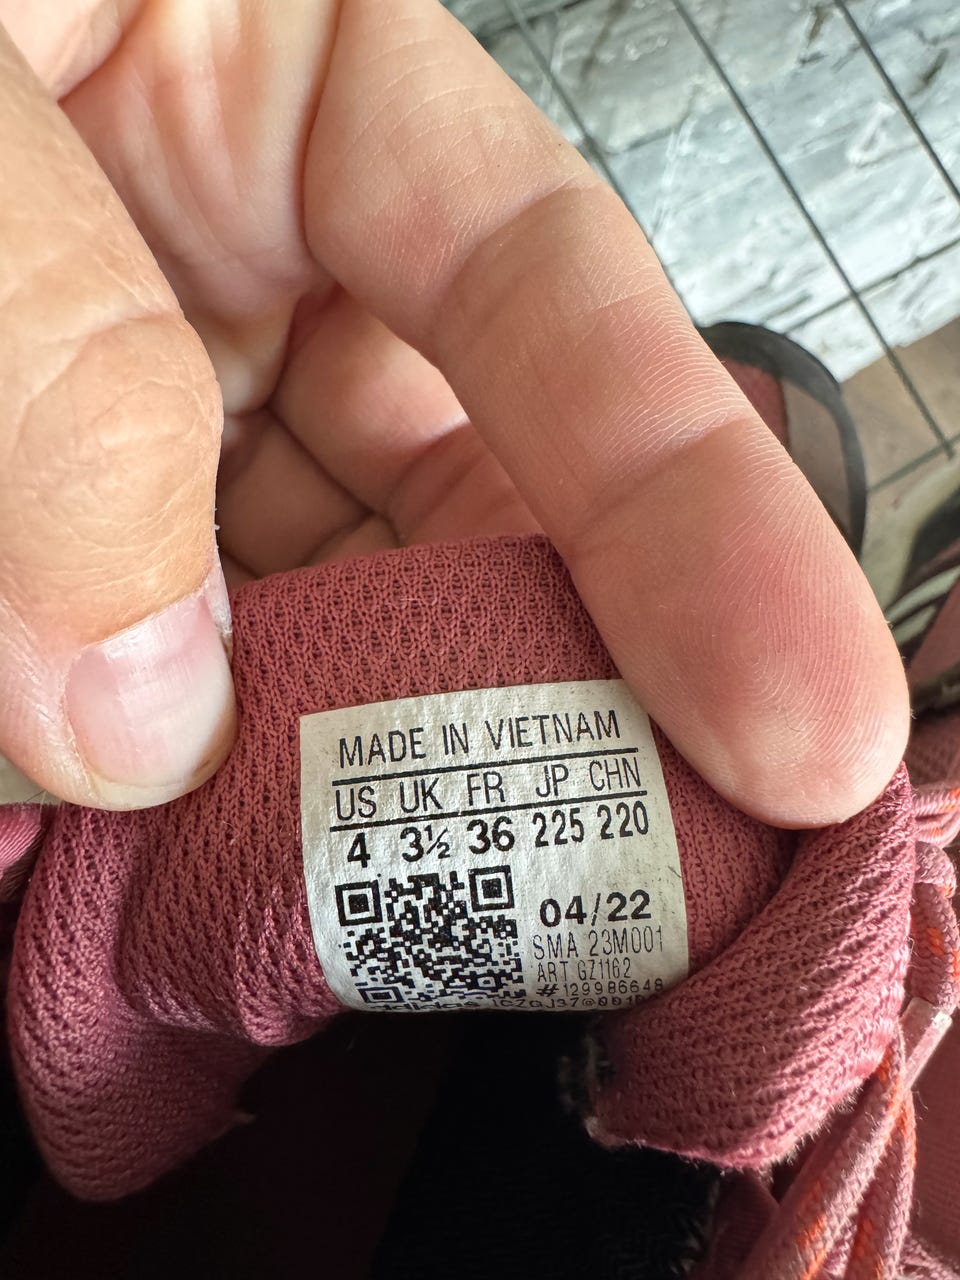 MADE IN VIETNAM
US UK FR JP CHN
4 3½ 36 225 220
04/22
SMA 23M001
ART GZ1162
#129986648